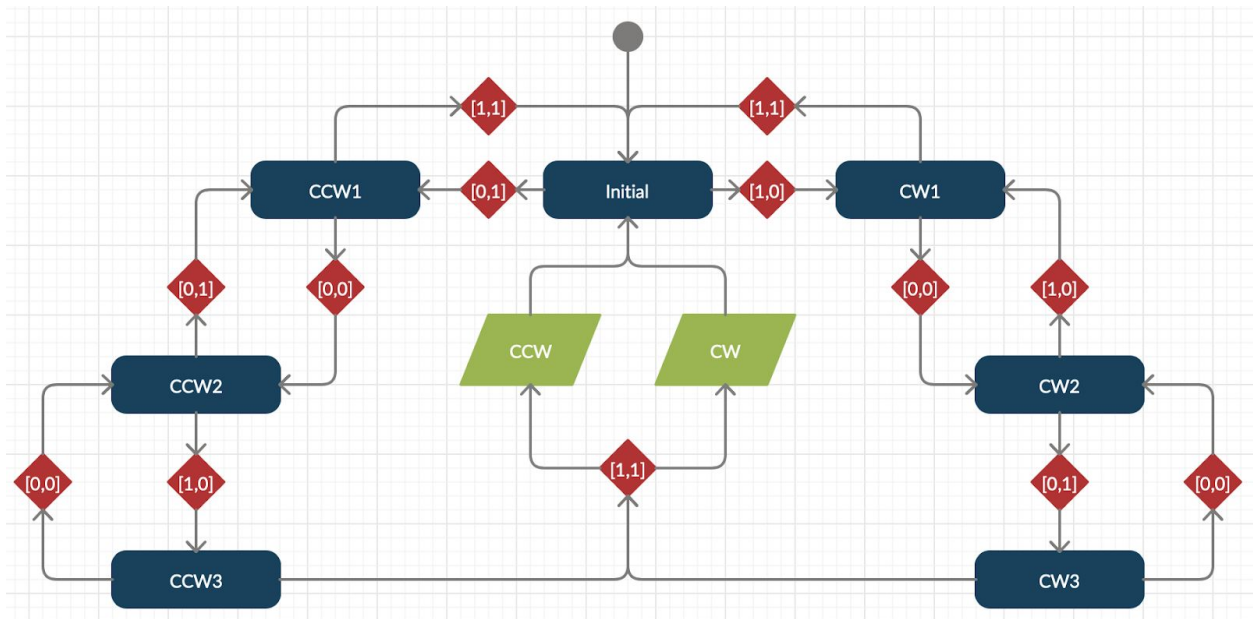 [1,1]
[1,1]
CCW1
[0,1]
Initial
[1,0]
CW1
[0,1]
[0,0]
[0,0]
[1,0]
CCW
CW
CCW2
CW2
[1,1]
[0,0]
[1,0]
[0,1]
[0,0]
CCW3
CW3